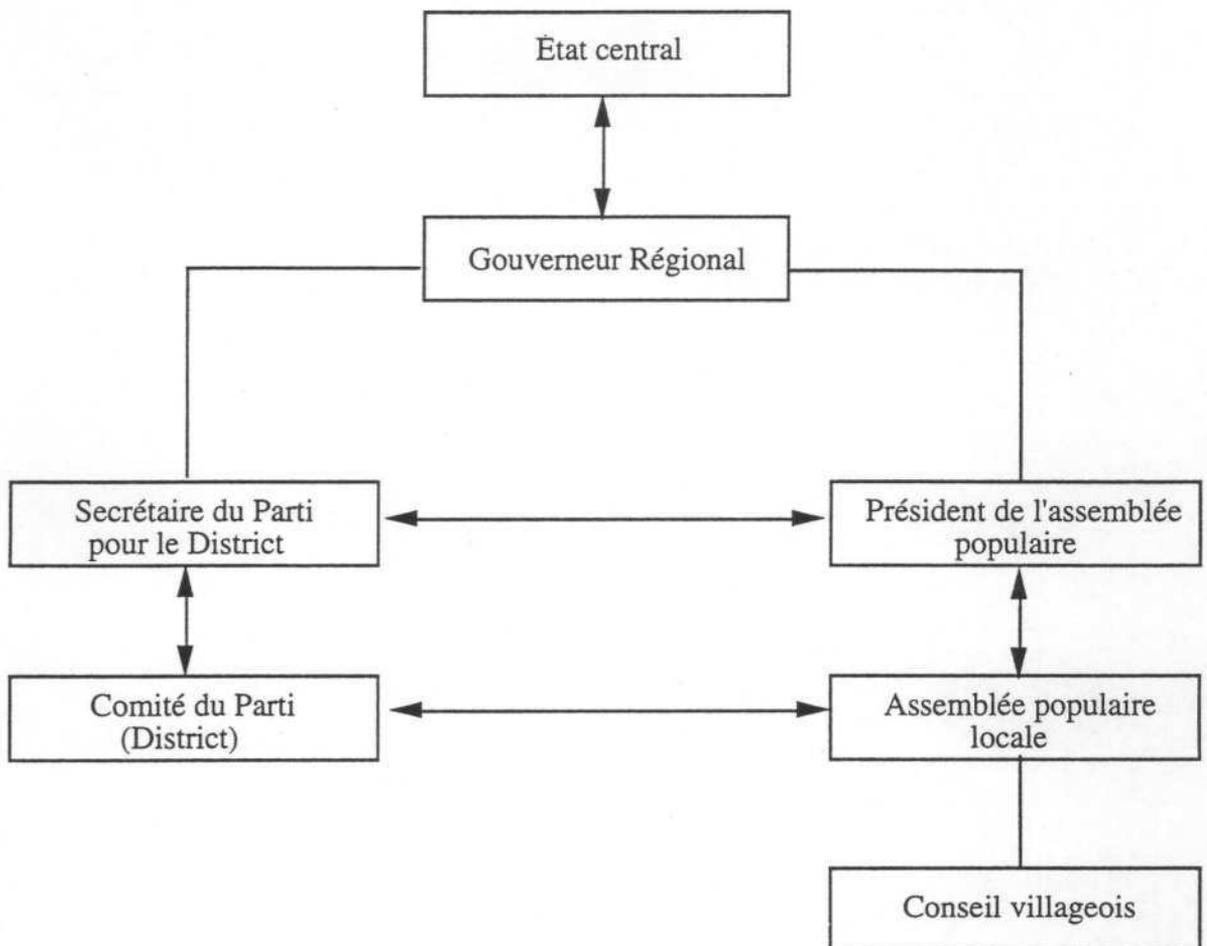 État central
Gouverneur Régional
Secrétaire du Parti
pour le District
Président de l'assemblée
populaire
Comité du Parti
(District)
Assemblée populaire
locale
Conseil villageois